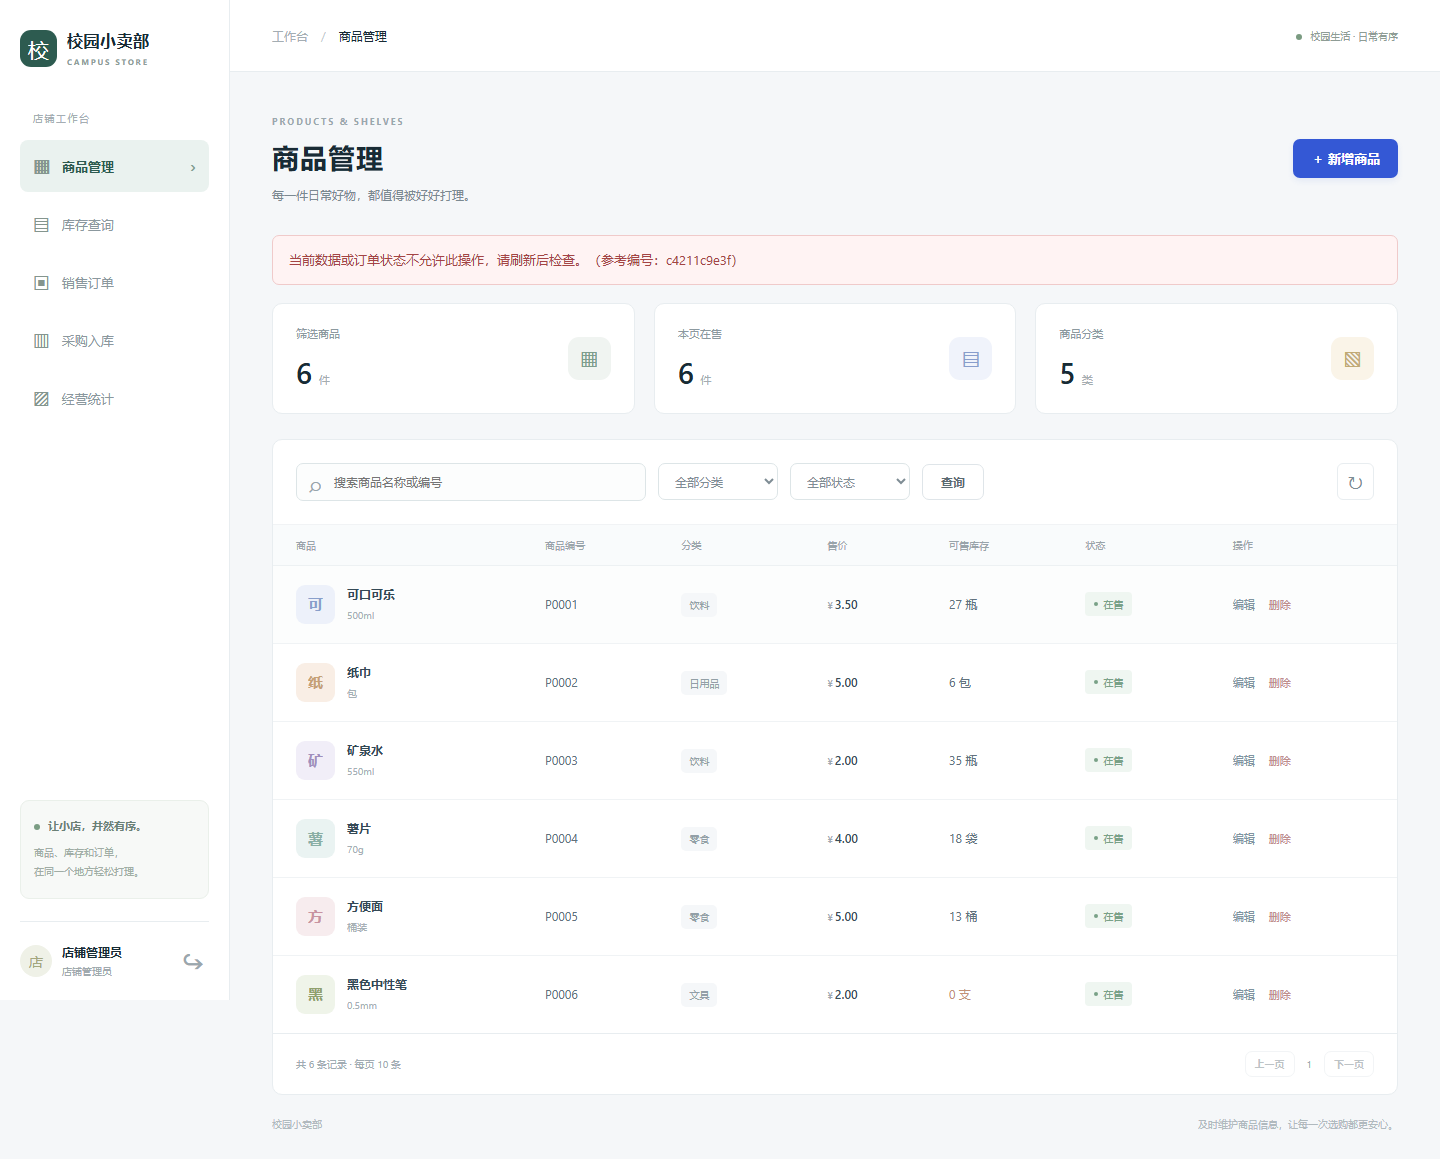 校 校园小卖部
CAMPUS STORE
店铺工作台
商品管理 ›
库存查询
销售订单
采购入库
经营统计
让小店，井然有序。
商品、库存和订单，
在同一个地方轻松打理。
店 店铺管理员
店铺管理员
工作台 / 商品管理
校园生活 · 日常有序
PRODUCTS & SHELVES
商品管理
每一件日常好物，都值得被好好打理。
+ 新增商品
当前数据或订单状态不允许此操作，请刷新后检查。（参考编号：c4211c9e3f）
筛选商品
6 件
本页在售
6 件
商品分类
5 类
搜索商品名称或编号 全部分类 全部状态 查询
商品 商品编号 分类 售价 可售库存 状态 操作
可 可口可乐 500ml P0001 饮料 ¥3.50 27 瓶 在售 编辑 删除
纸 纸巾 包 P0002 日用品 ¥5.00 6 包 在售 编辑 删除
矿 矿泉水 550ml P0003 饮料 ¥2.00 35 瓶 在售 编辑 删除
薯 薯片 70g P0004 零食 ¥4.00 18 袋 在售 编辑 删除
方 方便面 桶装 P0005 零食 ¥5.00 13 桶 在售 编辑 删除
黑 黑色中性笔 0.5mm P0006 文具 ¥2.00 0 支 在售 编辑 删除
共 6 条记录 · 每页 10 条 上一页 1 下一页
校园小卖部 及时维护商品信息，让每一次选购都更安心。